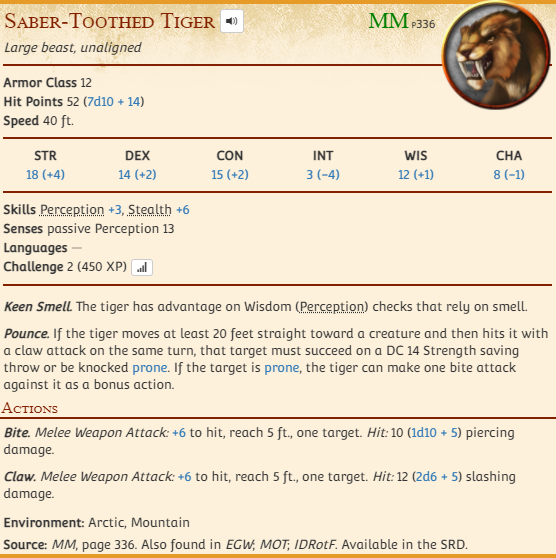 Saber-Toothed Tiger MM P336
Large beast, unaligned
Armor Class 12
Hit Points 52 (7d10 + 14)
Speed 40 ft.
STR DEX CON INT WIS CHA
18 (+4) 14 (+2) 15 (+2) 3 (−4) 12 (+1) 8 (−1)
Skills Perception +3, Stealth +6
Senses passive Perception 13
Languages —
Challenge 2 (450 XP)
Keen Smell. The tiger has advantage on Wisdom (Perception) checks that rely on smell.
Pounce. If the tiger moves at least 20 feet straight toward a creature and then hits it with
a claw attack on the same turn, that target must succeed on a DC 14 Strength saving
throw or be knocked prone. If the target is prone, the tiger can make one bite attack
against it as a bonus action.
Actions
Bite. Melee Weapon Attack: +6 to hit, reach 5 ft., one target. Hit: 10 (1d10 + 5) piercing
damage.
Claw. Melee Weapon Attack: +6 to hit, reach 5 ft., one target. Hit: 12 (2d6 + 5) slashing
damage.
Environment: Arctic, Mountain
Source: MM, page 336. Also found in EGW; MOT; IDRotF. Available in the SRD.